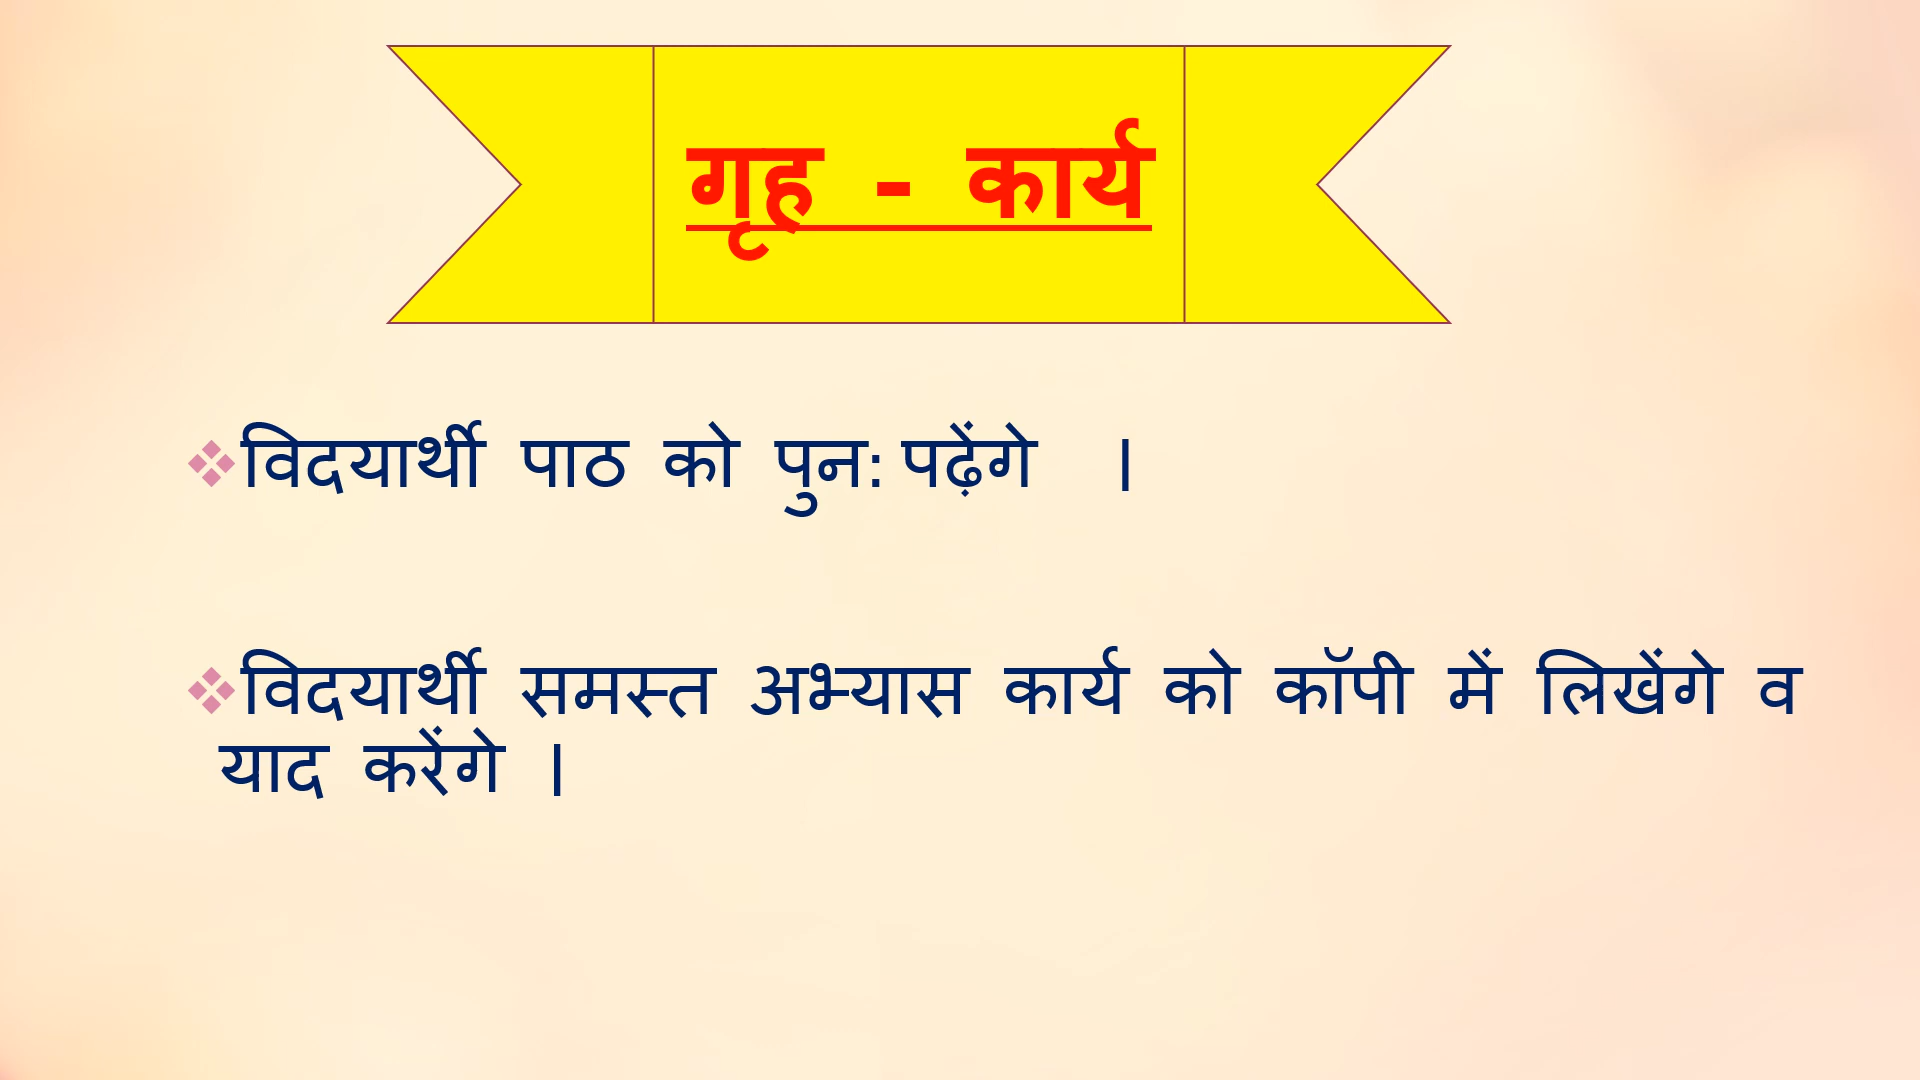 गृह - कार्य
❖विदयार्थी पाठ को पुन: पढ़ेंगे ।
❖विदयार्थी समस्त अभ्यास कार्य को कॉपी में लिखेंगे व
याद करेंगे ।